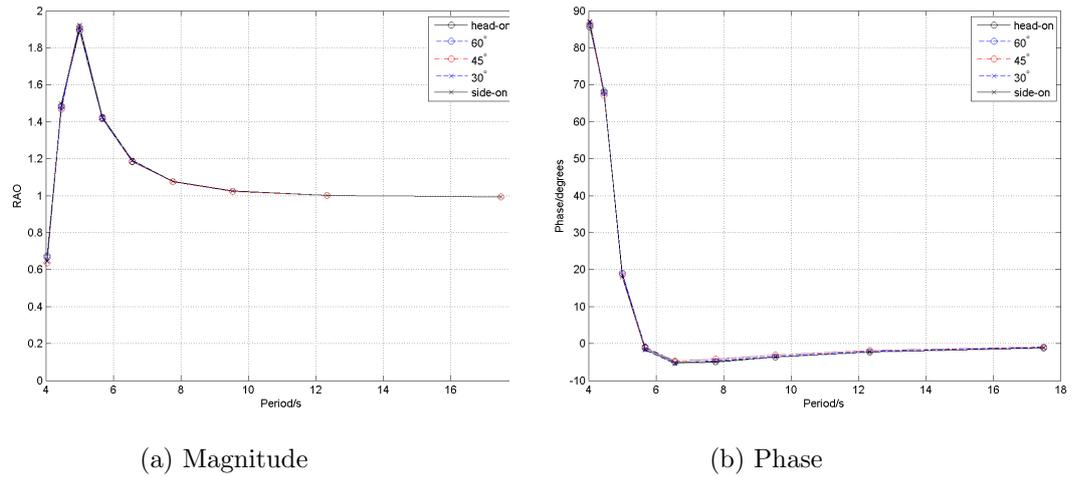 2
1.8
1.6
1.4
1.2
1
0.8
0.6
0.4
0.2
0
RAO
4 6 8 10 12 14 16
Period/s
head-on
60°
45°
30°
side-on
(a) Magnitude
90
80
70
60
50
40
30
20
10
0
-10
Phase/degrees
4 6 8 10 12 14 16 18
Period/s
head-on
60°
45°
30°
side-on
(b) Phase